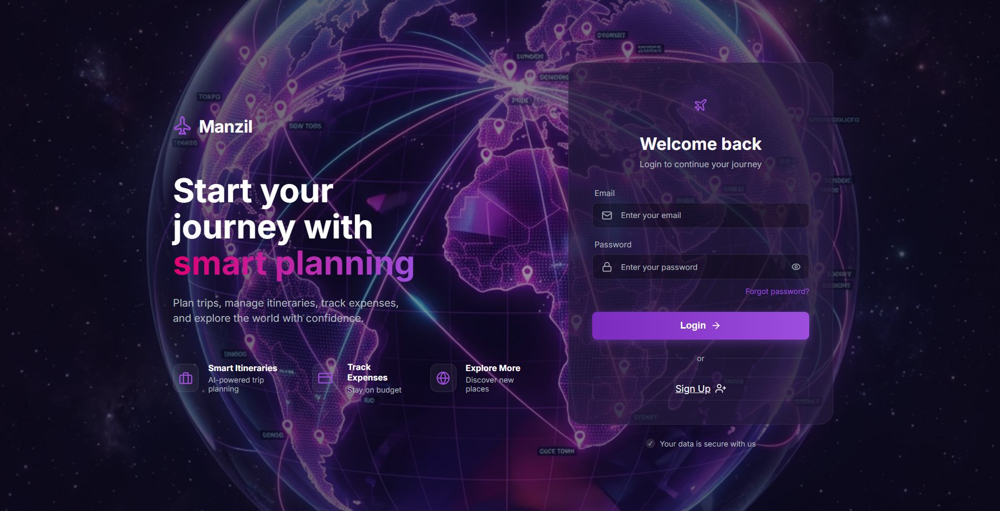 Manzil
Start your
journey with
smart planning
Plan trips, manage itineraries, track expenses,
and explore the world with confidence.
Smart Itineraries
AI-powered trip
planning
Track
Expenses
Stay on budget
Explore More
Discover new
places
Welcome back
Login to continue your journey
Email
Enter your email
Password
Enter your password
Forgot password?
Login
or
Sign Up
✓ Your data is secure with us